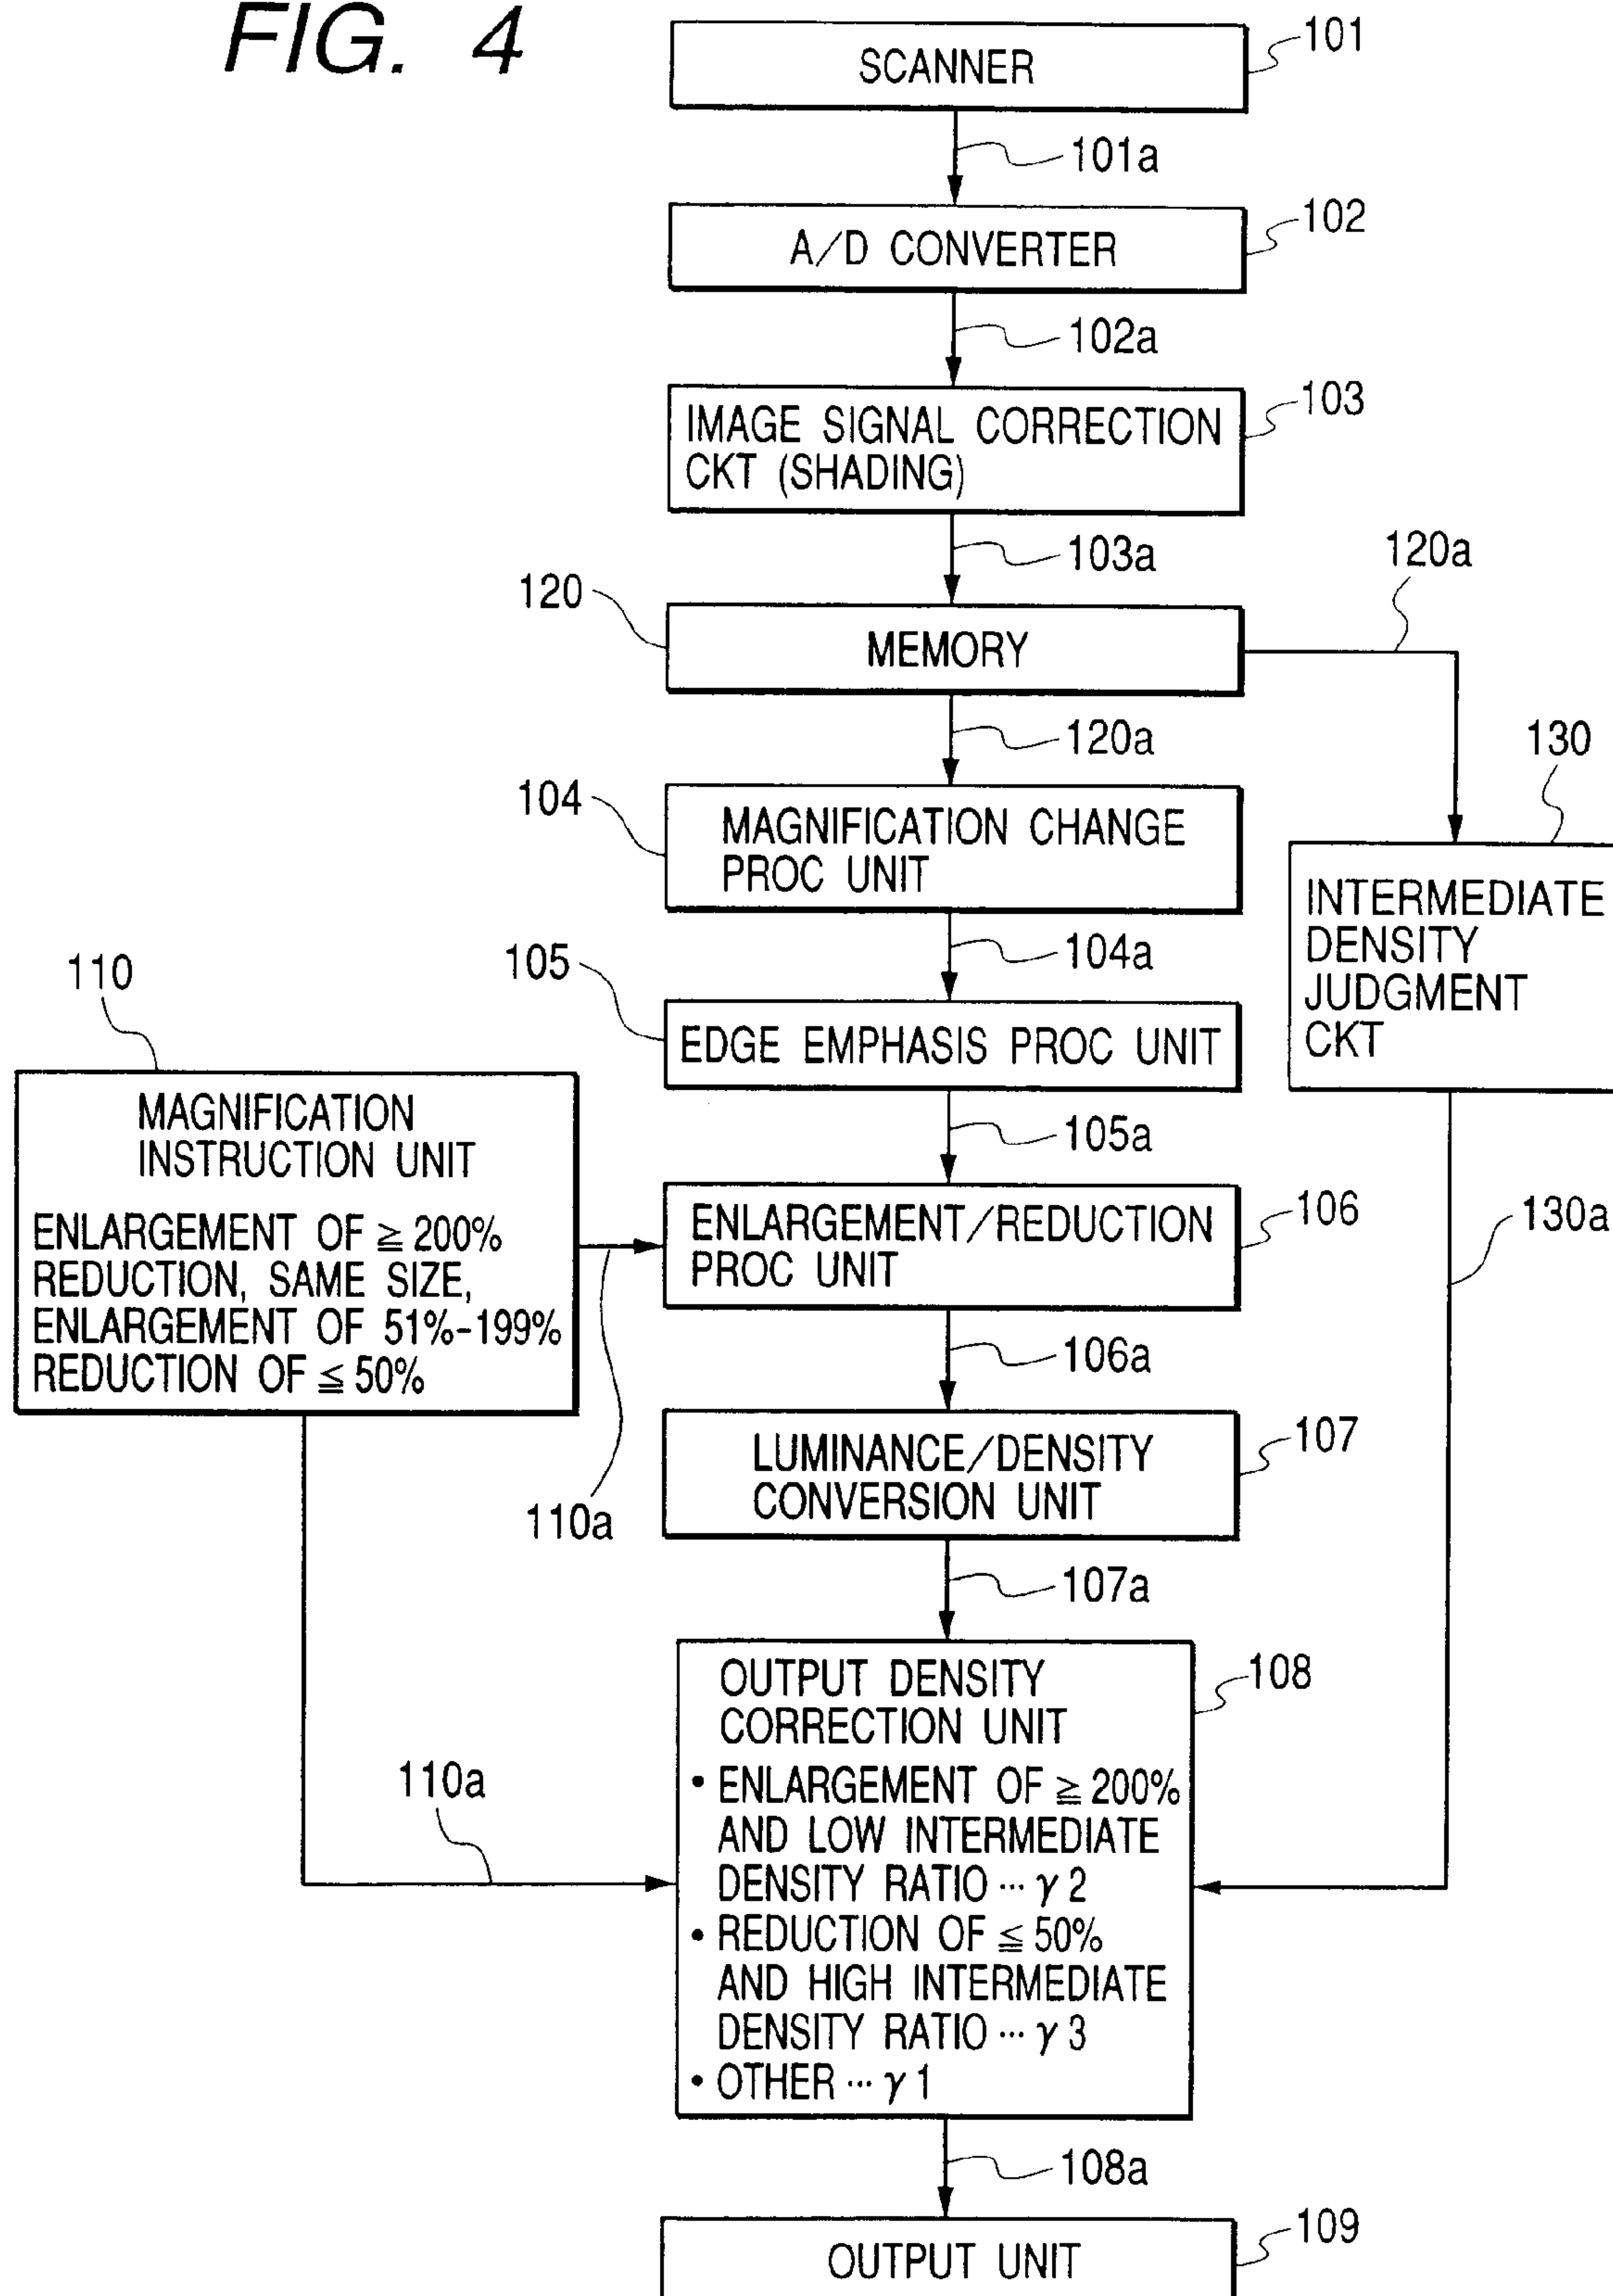 FIG. 4
SCANNER
101
101a
A/D CONVERTER
102
102a
IMAGE SIGNAL CORRECTION
CKT (SHADING)
103
103a
120a
120
MEMORY
120a
130
104
MAGNIFICATION CHANGE
PROC UNIT
INTERMEDIATE
DENSITY
JUDGMENT
CKT
104a
110
105
EDGE EMPHASIS PROC UNIT
105a
MAGNIFICATION
INSTRUCTION UNIT
ENLARGEMENT OF ≧ 200%
REDUCTION, SAME SIZE,
ENLARGEMENT OF 51%-199%
REDUCTION OF ≦ 50%
ENLARGEMENT/REDUCTION
PROC UNIT
106
130a
106a
110a
LUMINANCE/DENSITY
CONVERSION UNIT
107
107a
110a
OUTPUT DENSITY
CORRECTION UNIT
• ENLARGEMENT OF ≧ 200%
AND LOW INTERMEDIATE
DENSITY RATIO ··· γ 2
• REDUCTION OF ≦ 50%
AND HIGH INTERMEDIATE
DENSITY RATIO ··· γ 3
• OTHER ··· γ 1
108
108a
OUTPUT UNIT
109